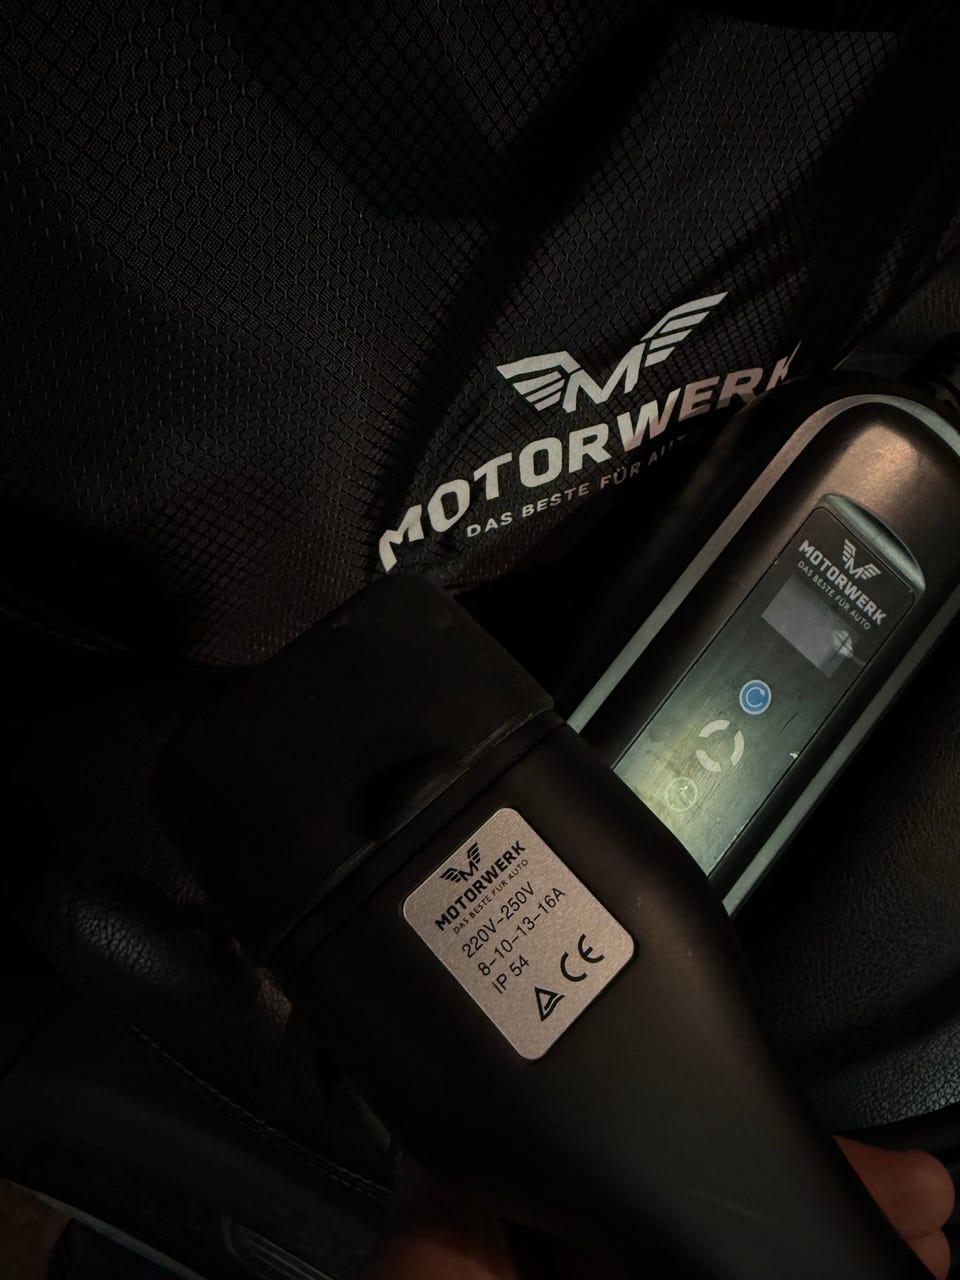 M
MOTORWERK
DAS BESTE FÜR AU
M
MOTORWERK
DAS BESTE FÜR AUTO
M
MOTORWERK
DAS BESTE FÜR AUTO
220V~250V
8-10-13-16A
IP 54
CE